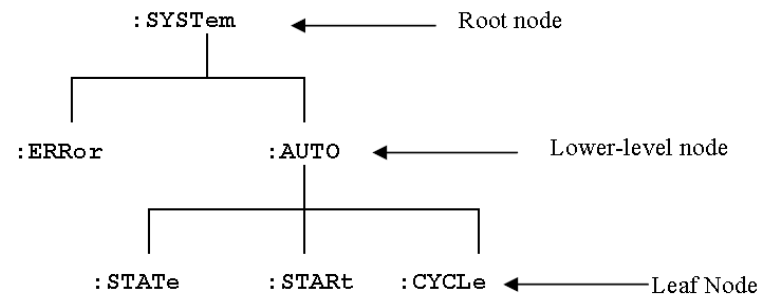 :SYSTem Root node
:ERRor :AUTO Lower-level node
:STATe :STARt :CYCLe Leaf Node